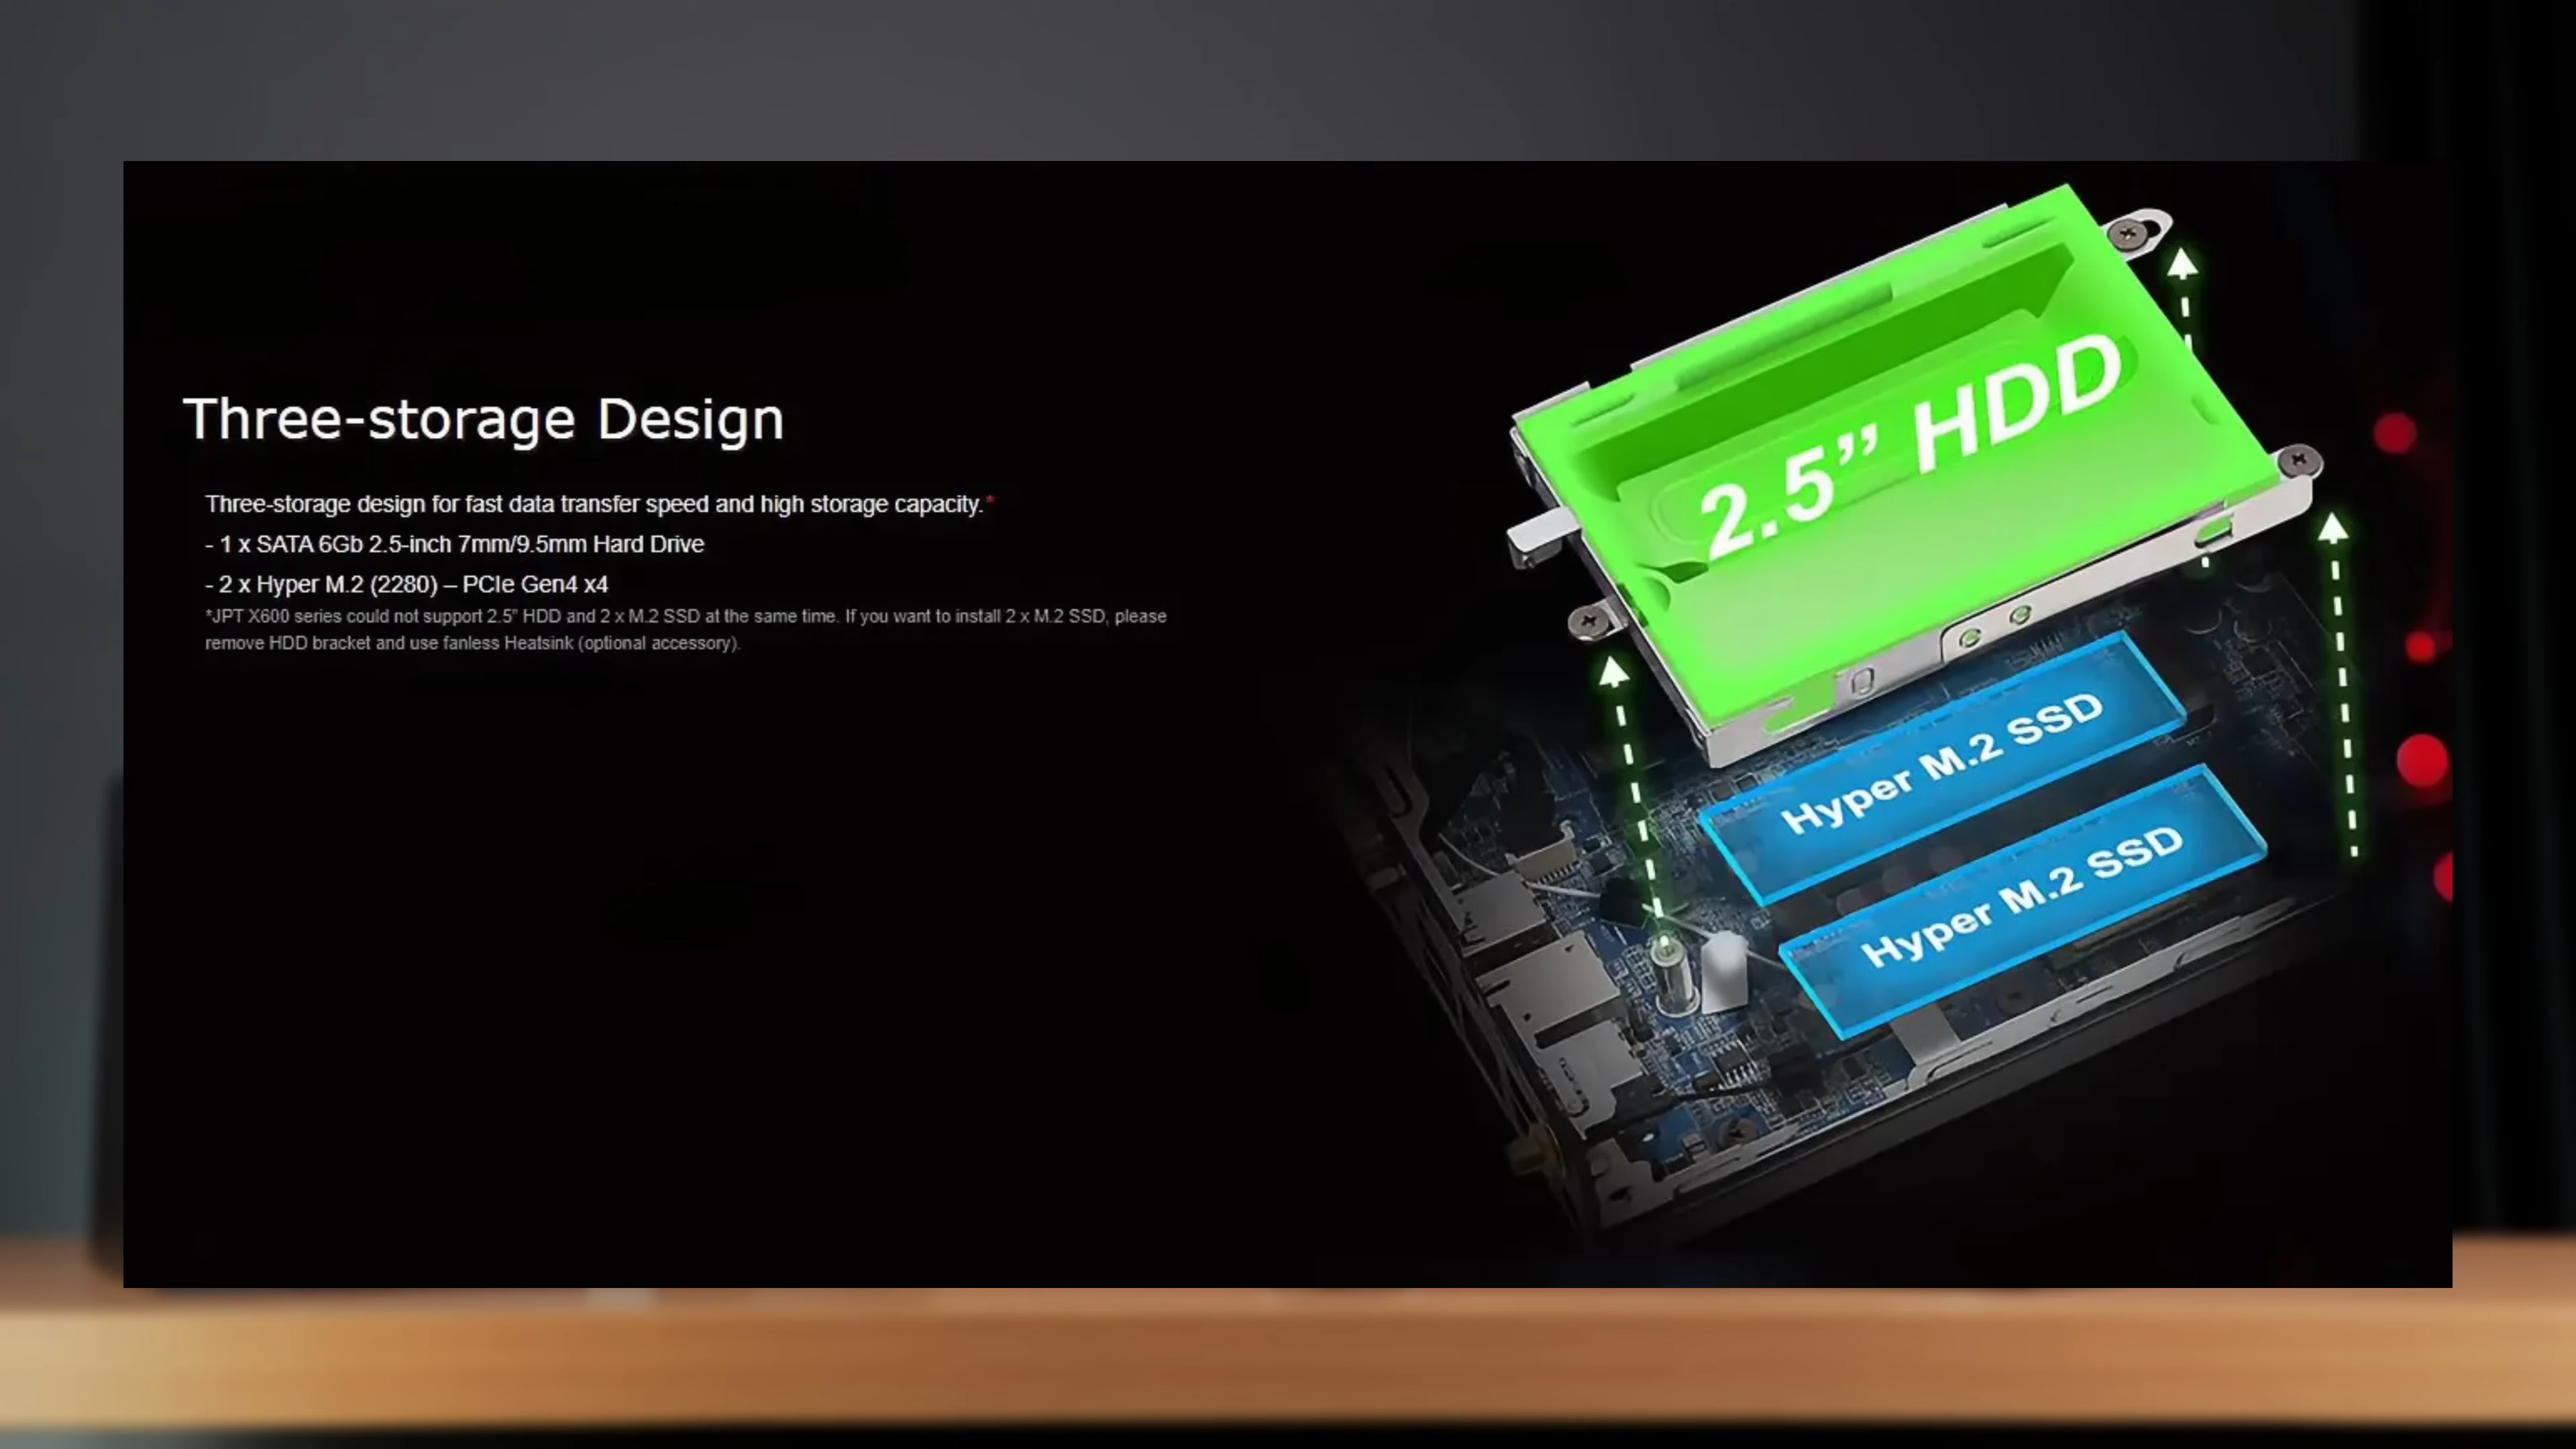 Three-storage Design
Three-storage design for fast data transfer speed and high storage capacity.*
- 1 x SATA 6Gb 2.5-inch 7mm/9.5mm Hard Drive
- 2 x Hyper M.2 (2280) – PCIe Gen4 x4
*JPT X600 series could not support 2.5” HDD and 2 x M.2 SSD at the same time. If you want to install 2 x M.2 SSD, please
remove HDD bracket and use fanless Heatsink (optional accessory).
2.5” HDD
Hyper M.2 SSD
Hyper M.2 SSD